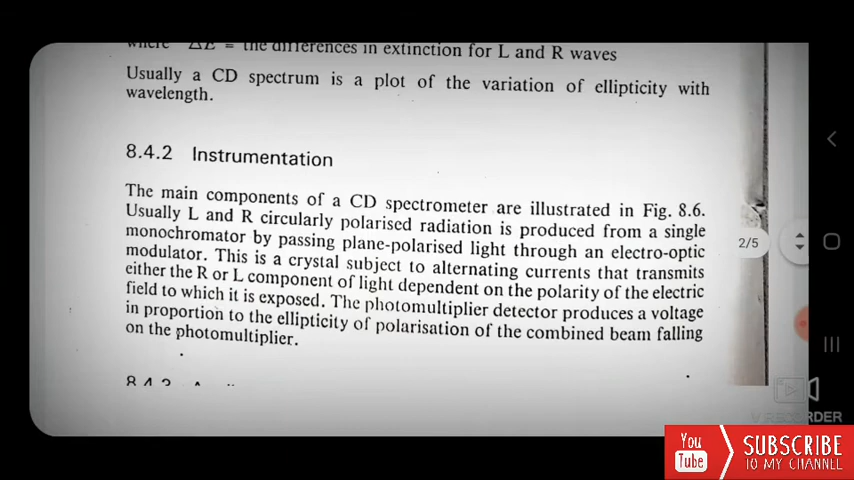 where ΔE = the differences in extinction for L and R waves
Usually a CD spectrum is a plot of the variation of ellipticity with
wavelength.
8.4.2 Instrumentation
The main components of a CD spectrometer are illustrated in Fig. 8.6.
Usually L and R circularly polarised radiation is produced from a single
monochromator by passing plane-polarised light through an electro-optic
modulator. This is a crystal subject to alternating currents that transmits
either the R or L component of light dependent on the polarity of the electric
field to which it is exposed. The photomultiplier detector produces a voltage
in proportion to the ellipticity of polarisation of the combined beam falling
on the photomultiplier.
2/5
RECORDER
You
Tube
SUBSCRIBE
TO MY CHANNEL